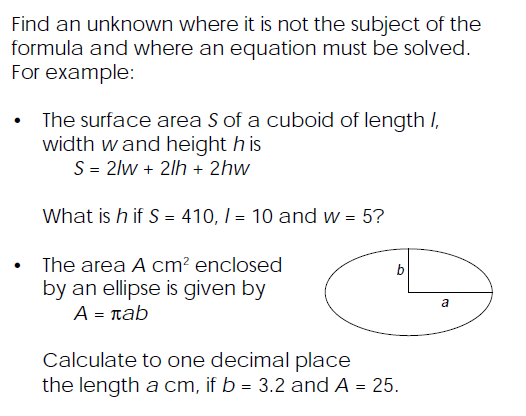 Find an unknown where it is not the subject of the
formula and where an equation must be solved.
For example:
• The surface area S of a cuboid of length l,
width w and height h is
S = 2lw + 2lh + 2hw
What is h if S = 410, l = 10 and w = 5?
• The area A cm² enclosed
by an ellipse is given by
A = πab
b
a
Calculate to one decimal place
the length a cm, if b = 3.2 and A = 25.